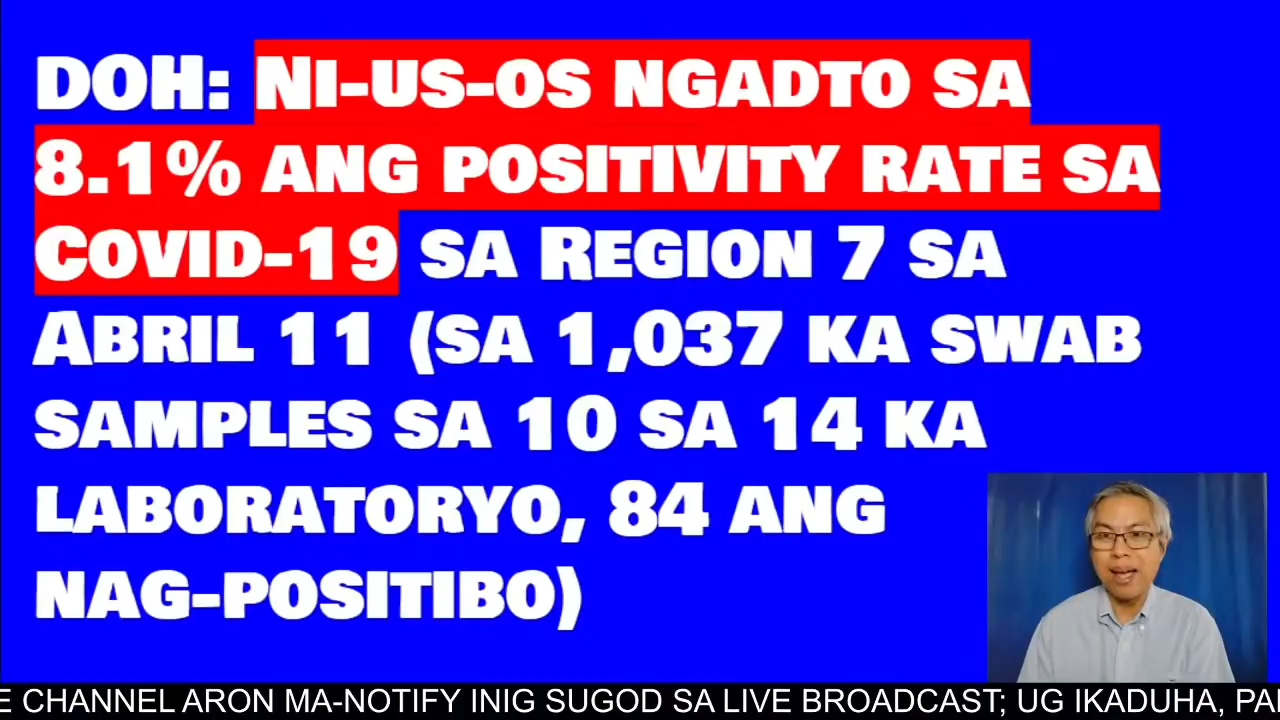 DOH: NI-US-OS NGADTO SA
8.1% ANG POSITIVITY RATE SA
COVID-19 SA REGION 7 SA
ABRIL 11 (SA 1,037 KA SWAB
SAMPLES SA 10 SA 14 KA
LABORATORYO, 84 ANG
NAG-POSITIBO)
E CHANNEL ARON MA-NOTIFY INIG SUGOD SA LIVE BROADCAST; UG IKADUHA,